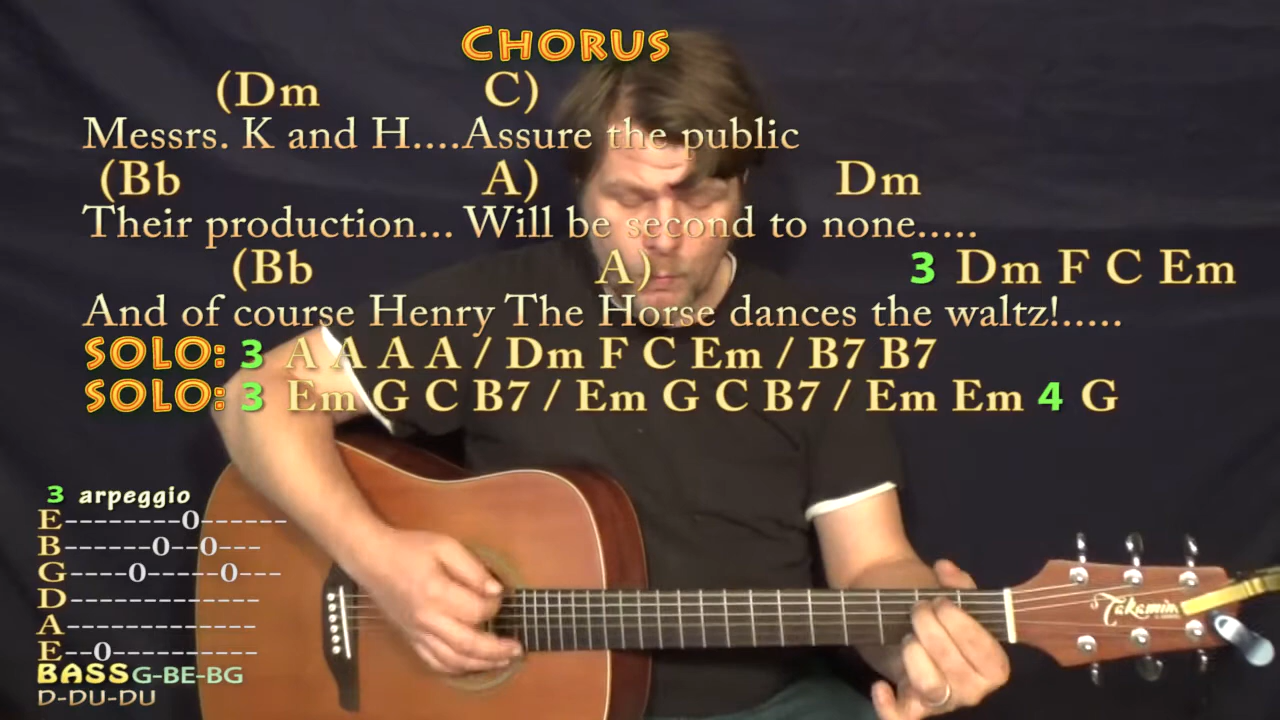 CHORUS
(Dm C)
Messrs. K and H....Assure the public
(Bb A) Dm
Their production... Will be second to none.....
(Bb A) 3 Dm F C Em
And of course Henry The Horse dances the waltz!.....
SOLO: 3 A A A A / Dm F C Em / B7 B7
SOLO: 3 Em G C B7 / Em G C B7 / Em Em 4 G
3 arpeggio
E--------0------
B------0--0---
G----0-----0---
D------------
A------------
E--0----------
BASS G-BE-BG
D-DU-DU
Takamine